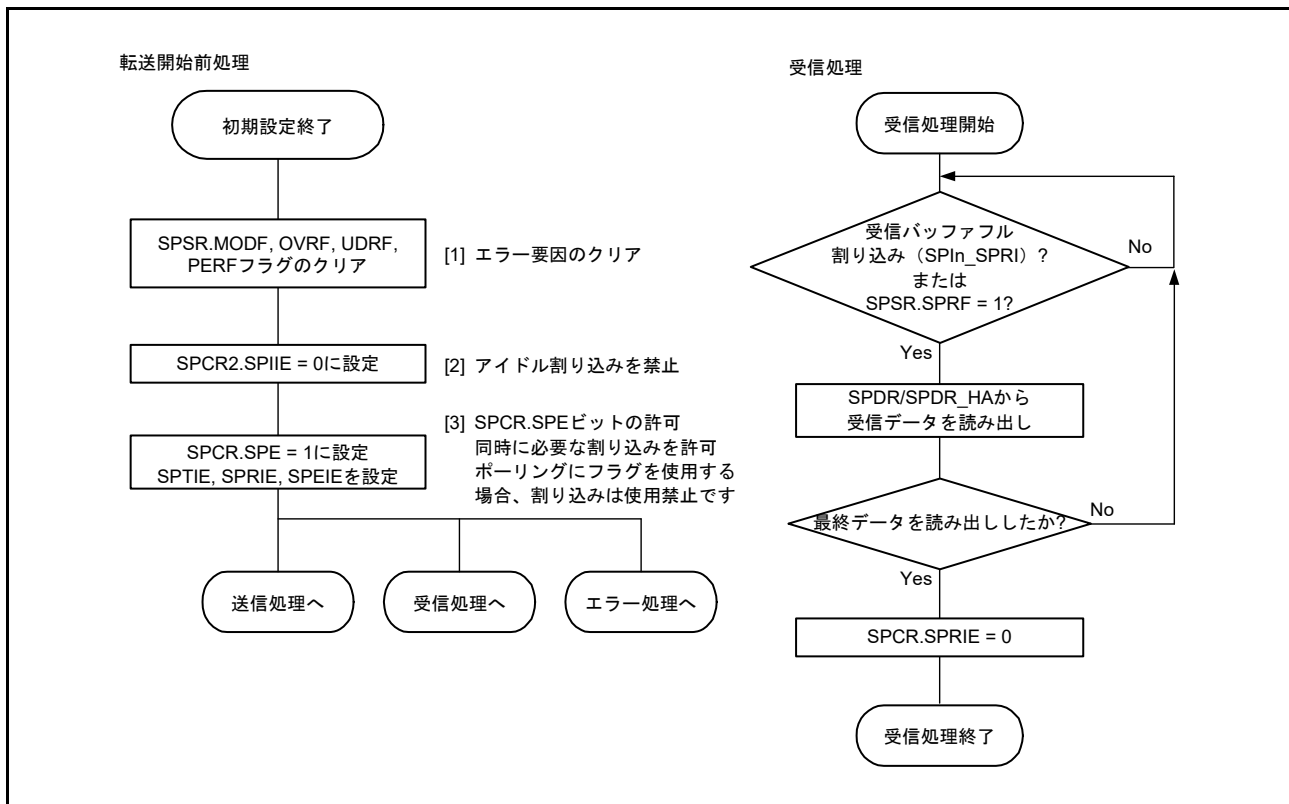 転送開始前処理
初期設定終了
SPSR.MODF, OVRF, UDRF,
PERFフラグのクリア
[1] エラー要因のクリア
SPCR2.SPIIE = 0に設定
[2] アイドル割り込みを禁止
SPCR.SPE = 1に設定
SPTIE, SPRIE, SPEIEを設定
[3] SPCR.SPEビットの許可
同時に必要な割り込みを許可
ポーリングにフラグを使用する
場合、割り込みは使用禁止です
送信処理へ
受信処理へ
エラー処理へ
受信処理
受信処理開始
受信バッファフル
割り込み（SPIn_SPRI）?
または
SPSR.SPRF = 1?
No
Yes
SPDR/SPDR_HAから
受信データを読み出し
最終データを読み出ししたか?
No
Yes
SPCR.SPRIE = 0
受信処理終了